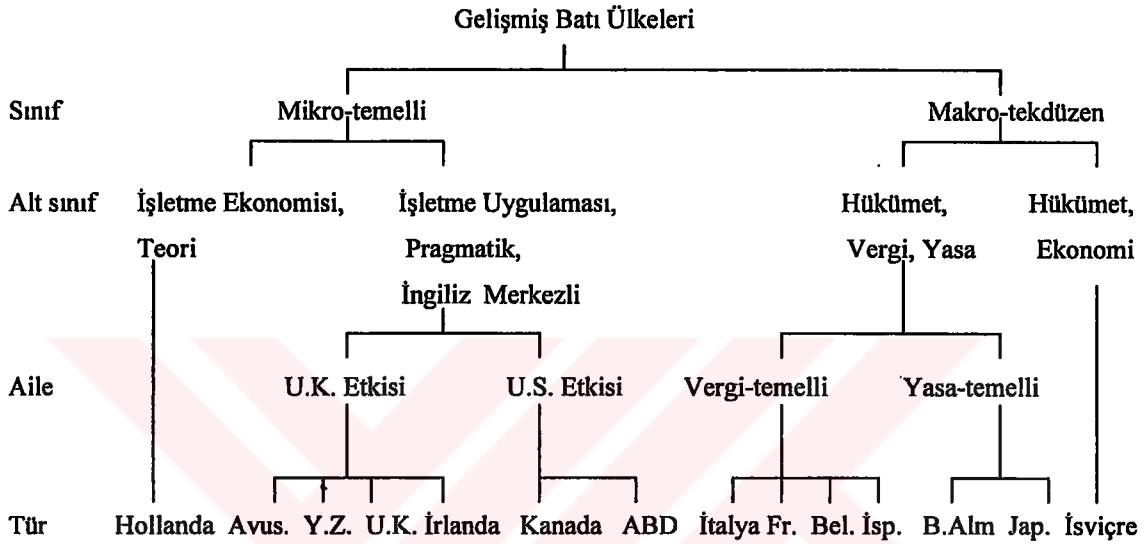 Gelişmiş Batı Ülkeleri
Sınıf Mikro-temelli Makro-tekdüzen
Alt sınıf İşletme Ekonomisi, İşletme Uygulaması, Hükümet, Hükümet,
Teori Pragmatik, Vergi, Yasa Ekonomi
İngiliz Merkezli
Aile U.K. Etkisi U.S. Etkisi Vergi-temelli Yasa-temelli
Tür Hollanda Avus. Y.Z. U.K. İrlanda Kanada ABD İtalya Fr. Bel. İsp. B.Alm Jap. İsviçre